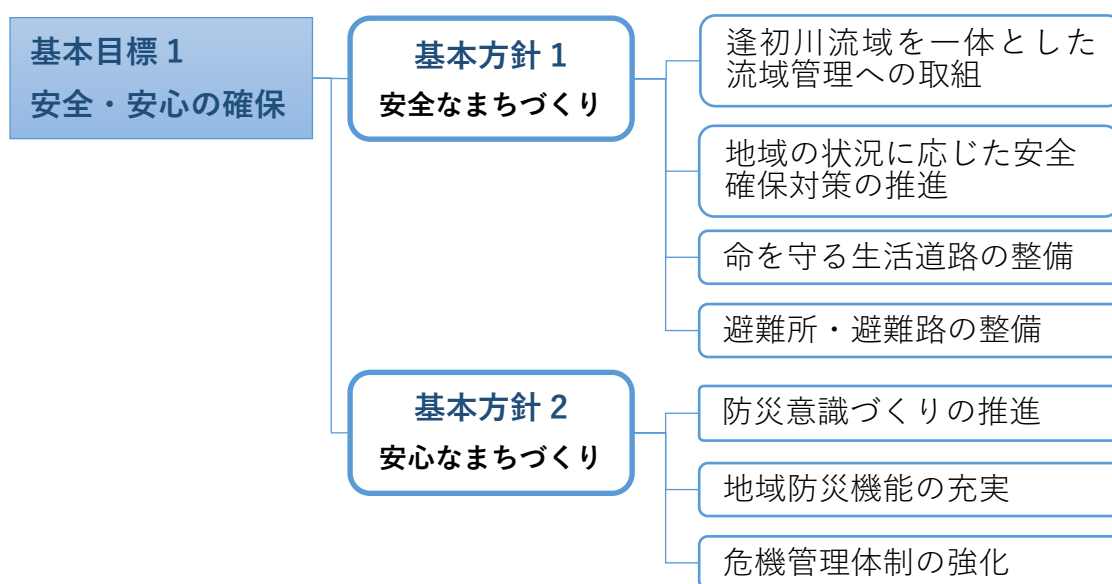 基本目標 1
安全・安心の確保
基本方針 1
安全なまちづくり
逢初川流域を一体とした
流域管理への取組
地域の状況に応じた安全
確保対策の推進
命を守る生活道路の整備
避難所・避難路の整備
基本方針 2
安心なまちづくり
防災意識づくりの推進
地域防災機能の充実
危機管理体制の強化